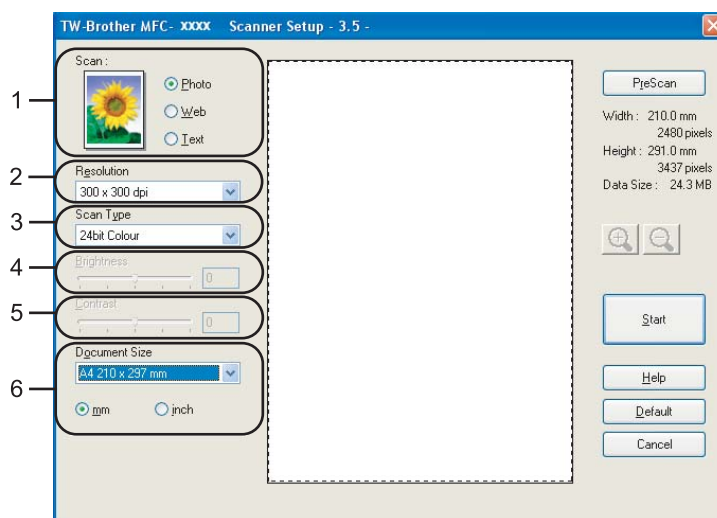 TW-Brother MFC- xxxx Scanner Setup - 3.5 -
1
Scan :
Photo
Web
Text
2
Resolution
300 x 300 dpi
3
Scan Type
24bit Colour
4
Brightness
0
5
Contrast
0
6
Document Size
A4 210 x 297 mm
mm inch
PreScan
Width : 210.0 mm
2480 pixels
Height : 291.0 mm
3437 pixels
Data Size : 24.3 MB
Start
Help
Default
Cancel